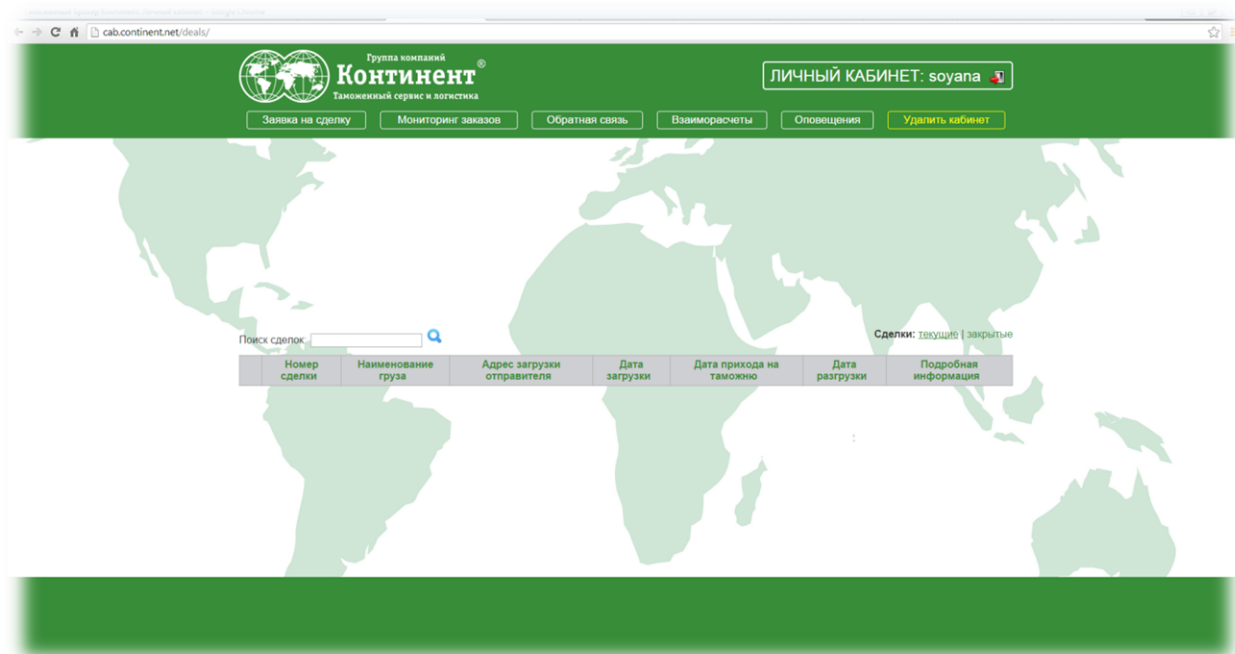 cab.continent.net/deals/
Группа компаний
Континент®
Таможенный сервис и логистика
ЛИЧНЫЙ КАБИНЕТ: soyana
Заявка на сделку
Мониторинг заказов
Обратная связь
Взаиморасчеты
Оповещения
Удалить кабинет
Поиск сделок:
Сделки: текущие | закрытые
Номер сделки
Наименование груза
Адрес загрузки отправителя
Дата загрузки
Дата прихода на таможню
Дата разгрузки
Подробная информация